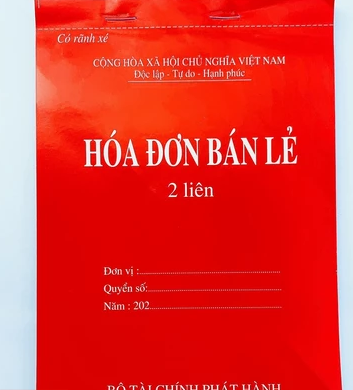 Có rãnh xé
CỘNG HÒA XÃ HỘI CHỦ NGHĨA VIỆT NAM
Độc lập - Tự do - Hạnh phúc
HÓA ĐƠN BÁN LẺ
2 liên
Đơn vị :
Quyển số:
Năm : 202
BỘ TÀI CHÍNH PHÁT HÀNH